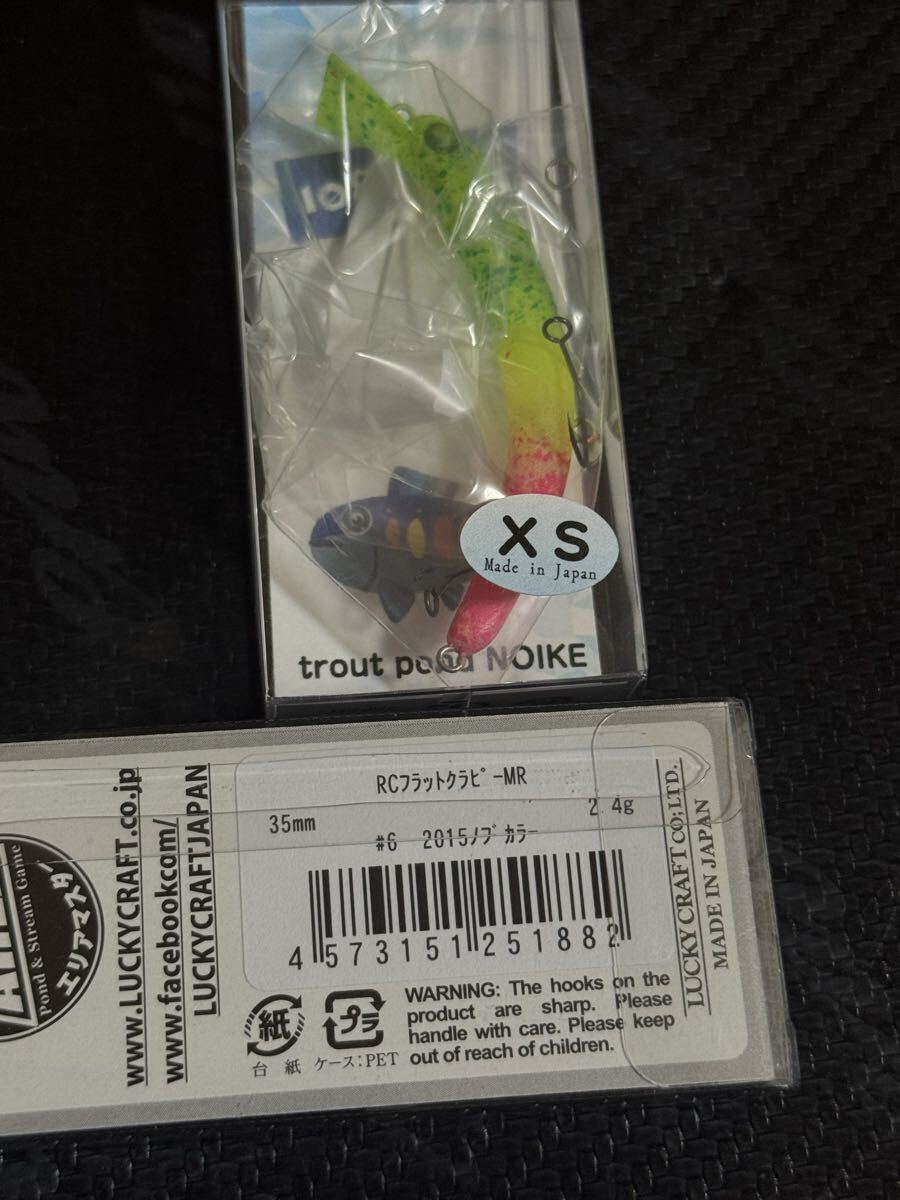 XS
Made in Japan
trout pond NOIKE
RCフラットクラピｰMR
35mm
2.4g
#6 2015ﾉﾌﾞｶﾗｰ
4 573151 251882
WARNING: The hooks on the
product are sharp. Please
handle with care. Please keep
out of reach of children.
紙
台紙
プラ
ケース:PET
LUCKY CRAFT CO;LTD.
MADE IN JAPAN
www.LUCKYCRAFT.co.jp
www.facebook.com/
LUCKYCRAFTJAPAN
Pond & Stream Game
エリアマスター